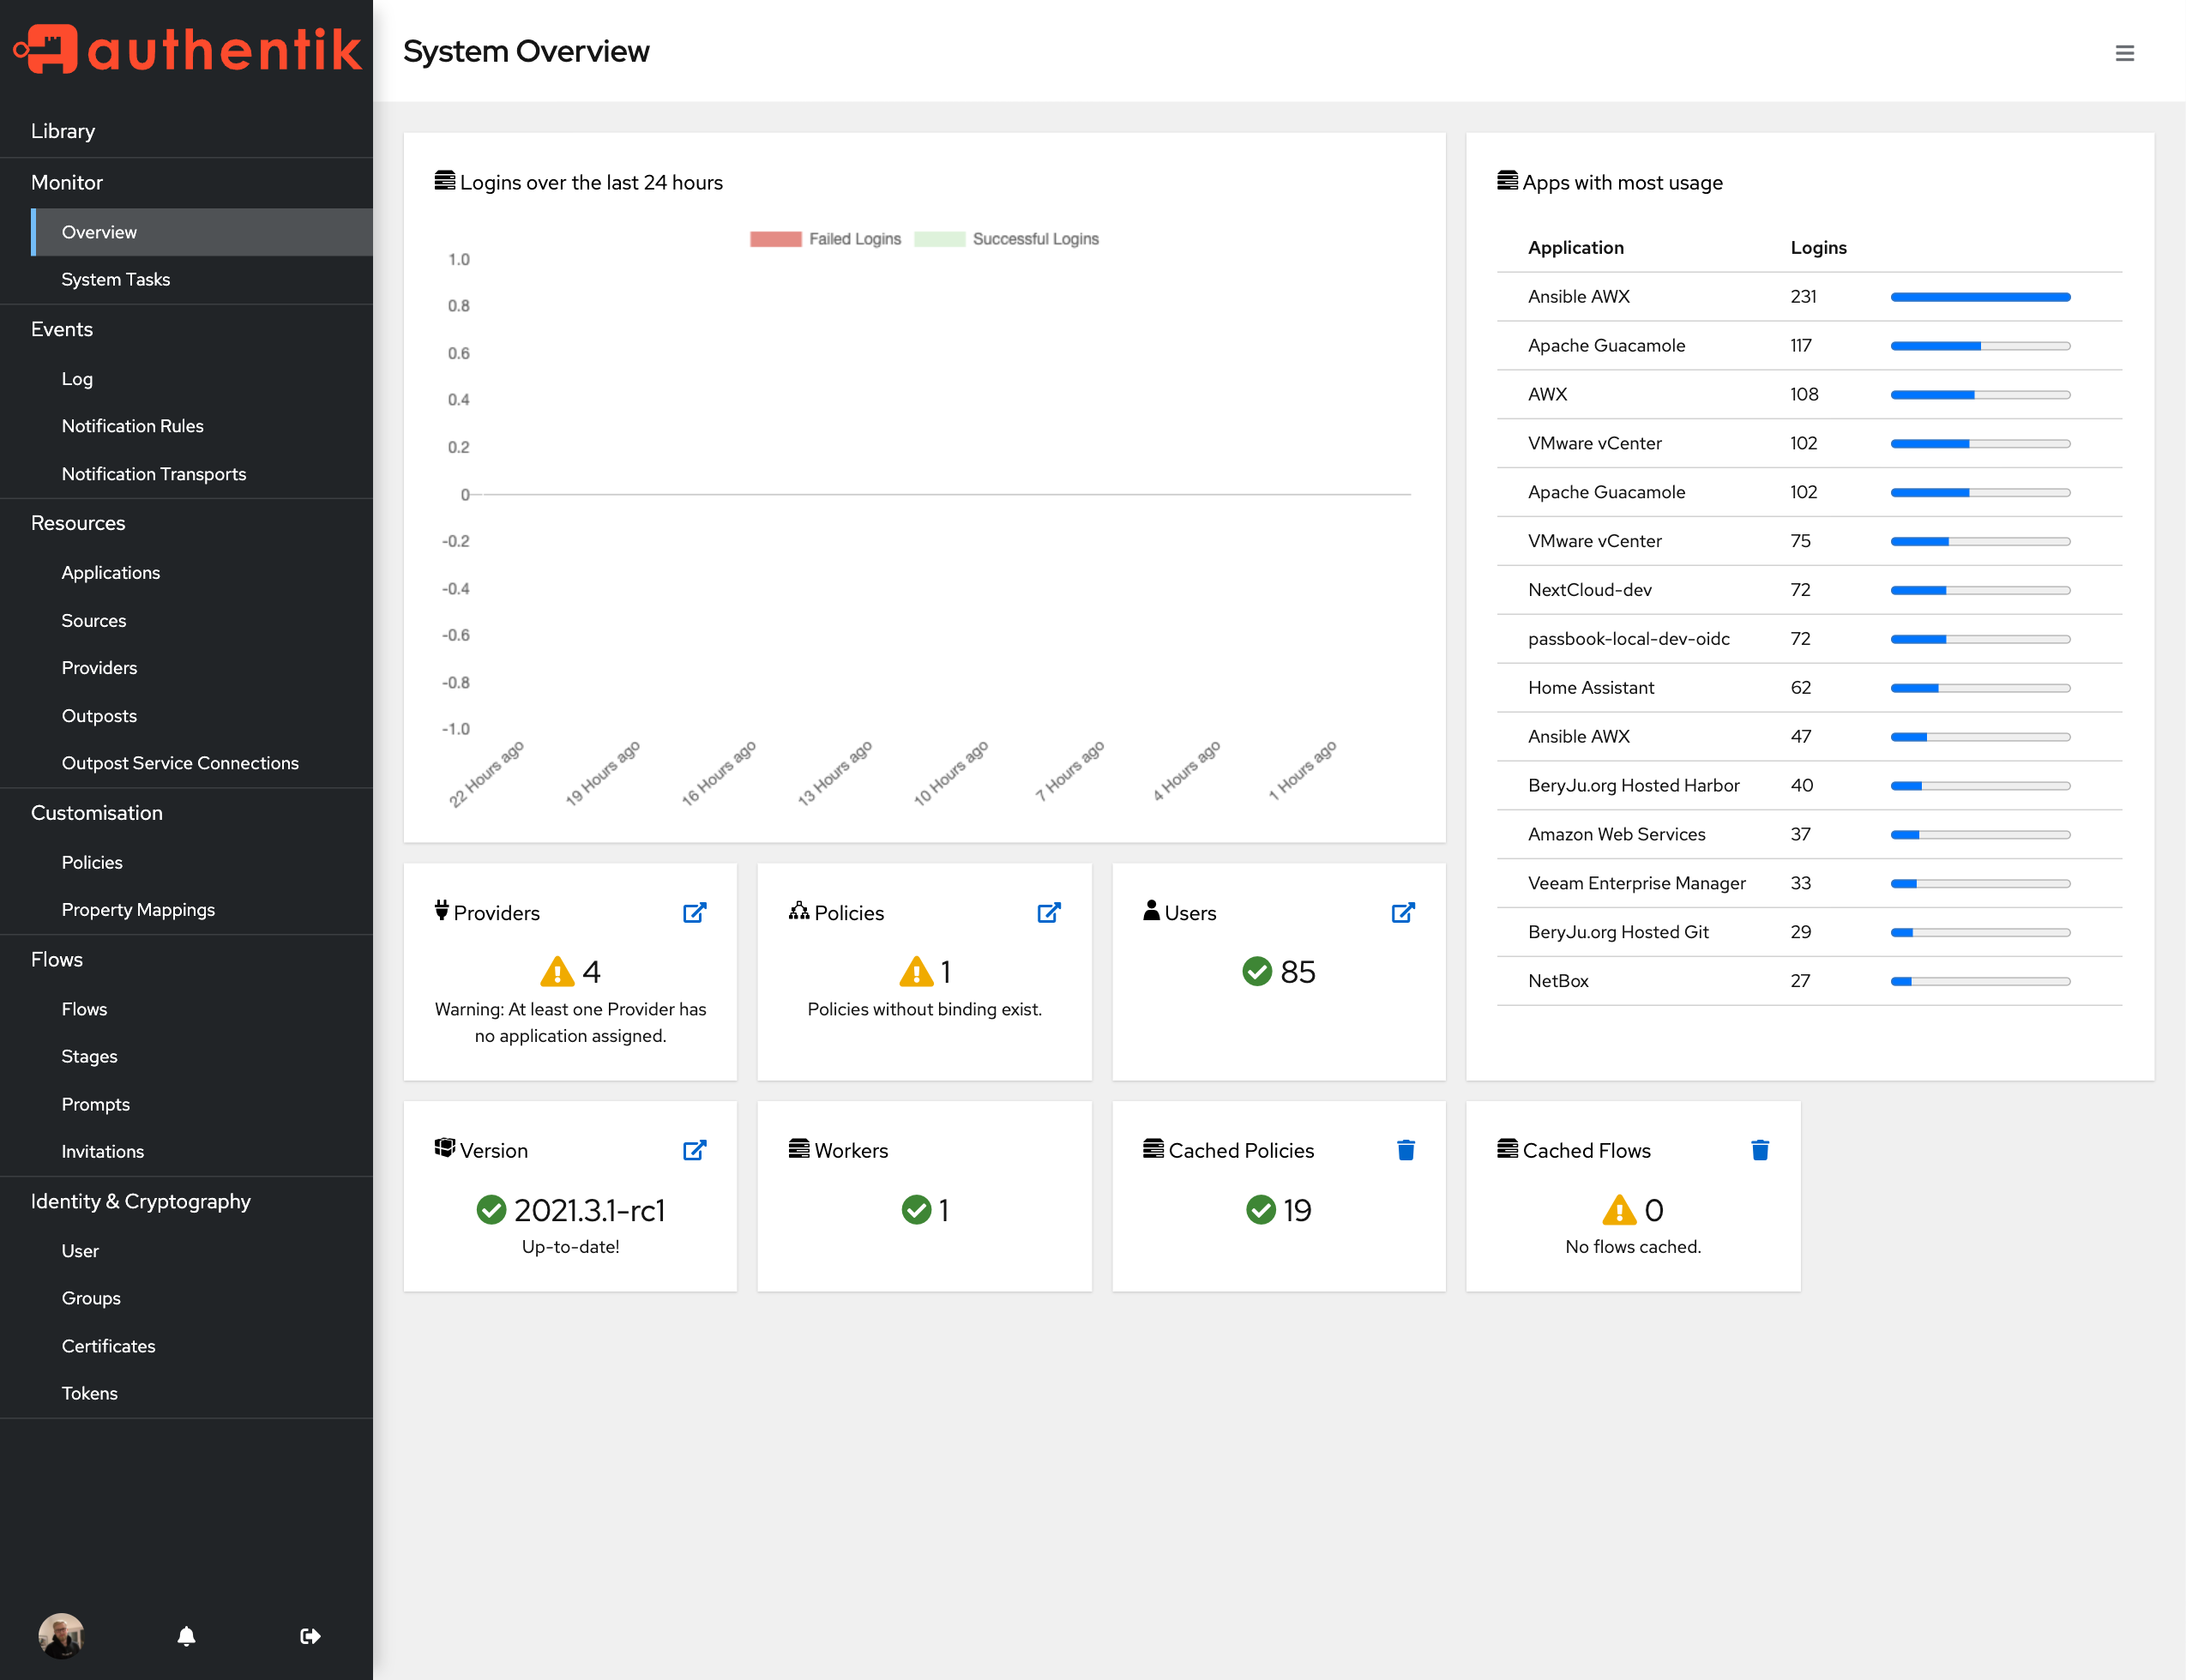 authentik
Library
Monitor
Overview
System Tasks
Events
Log
Notification Rules
Notification Transports
Resources
Applications
Sources
Providers
Outposts
Outpost Service Connections
Customisation
Policies
Property Mappings
Flows
Flows
Stages
Prompts
Invitations
Identity & Cryptography
User
Groups
Certificates
Tokens
System Overview
Logins over the last 24 hours
Failed Logins Successful Logins
1.0
0.8
0.6
0.4
0.2
0
-0.2
-0.4
-0.6
-0.8
-1.0
22 Hours ago 19 Hours ago 16 Hours ago 13 Hours ago 10 Hours ago 7 Hours ago 4 Hours ago 1 Hours ago
Apps with most usage
Application Logins
Ansible AWX 231
Apache Guacamole 117
AWX 108
VMware vCenter 102
Apache Guacamole 102
VMware vCenter 75
NextCloud-dev 72
passbook-local-dev-oidc 72
Home Assistant 62
Ansible AWX 47
BeryJu.org Hosted Harbor 40
Amazon Web Services 37
Veeam Enterprise Manager 33
BeryJu.org Hosted Git 29
NetBox 27
Providers
4
Warning: At least one Provider has
no application assigned.
Policies
1
Policies without binding exist.
Users
85
Version
2021.3.1-rc1
Up-to-date!
Workers
1
Cached Policies
19
Cached Flows
0
No flows cached.